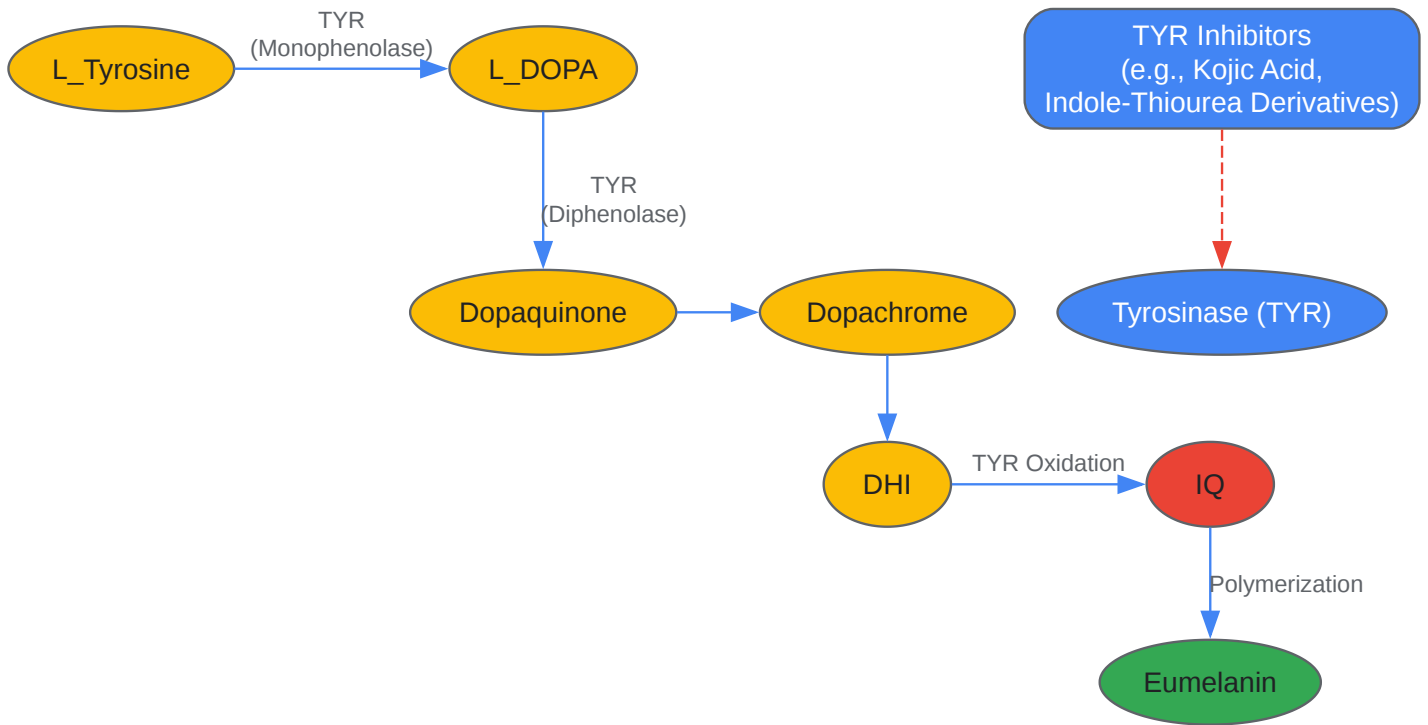 TYR
(Monophenolase)
L_Tyrosine
L_DOPA
TYR Inhibitors
(e.g., Kojic Acid,
Indole-Thiourea Derivatives)
TYR
(Diphenolase)
Dopaquinone
Dopachrome
Tyrosinase (TYR)
DHI
TYR Oxidation
IQ
Polymerization
Eumelanin